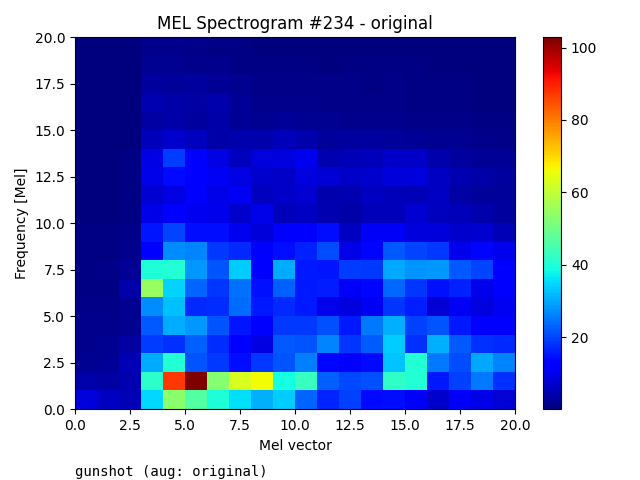 MEL Spectrogram #234 - original
20.0
17.5
15.0
12.5
10.0
7.5
5.0
2.5
0.0
Frequency [Mel]
0.0 2.5 5.0 7.5 10.0 12.5 15.0 17.5 20.0
Mel vector
100
80
60
40
20
gunshot (aug: original)